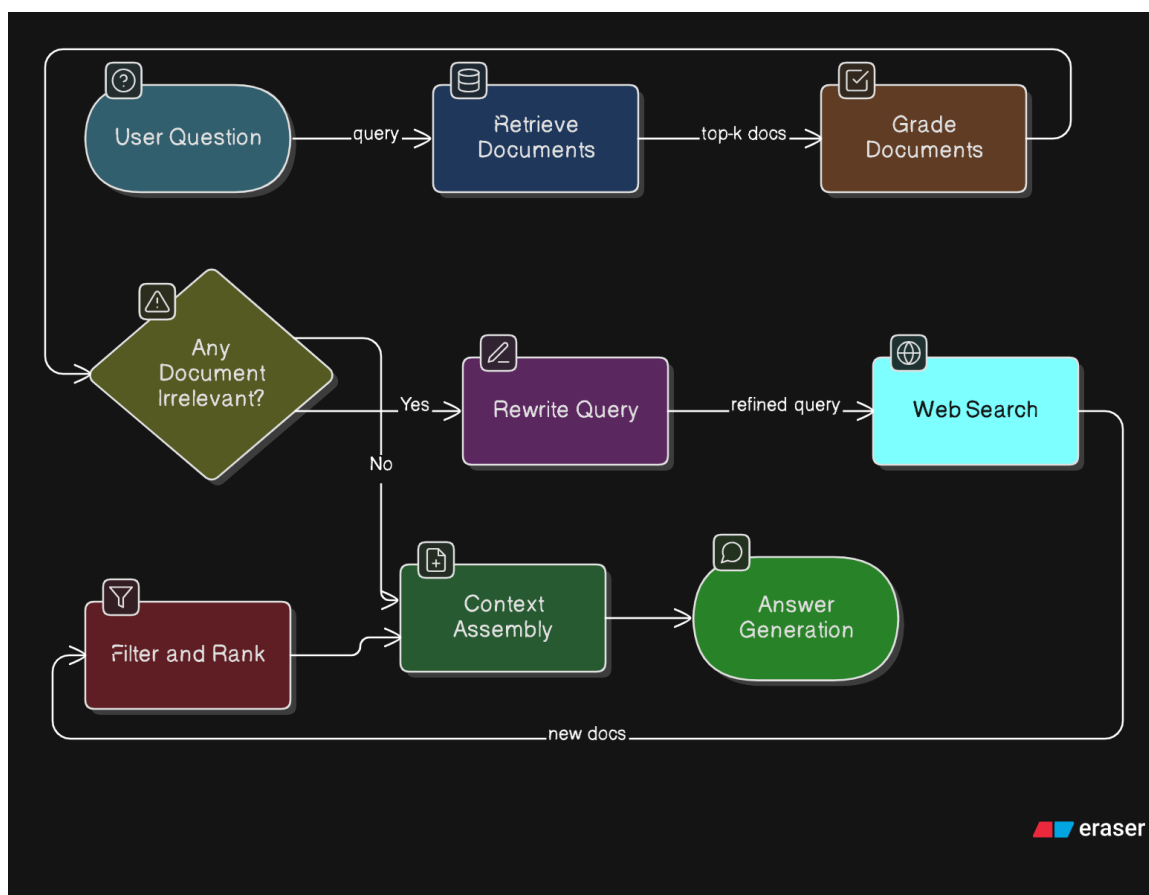 User Question
query
Retrieve
Documents
top-k docs
Grade
Documents
Any
Document
Irrelevant?
Yes
No
Rewrite Query
refined query
Web Search
Filter and Rank
Context
Assembly
Answer
Generation
new docs
eraser